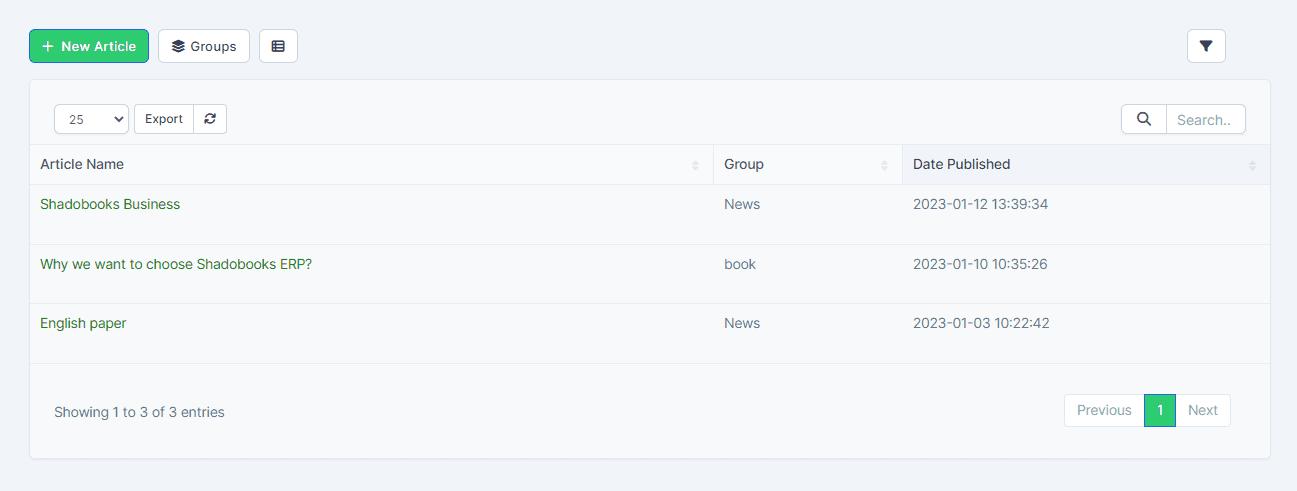 + New Article Groups
25 Export Search..
Article Name Group Date Published
Shadobooks Business News 2023-01-12 13:39:34
Why we want to choose Shadobooks ERP? book 2023-01-10 10:35:26
English paper News 2023-01-03 10:22:42
Showing 1 to 3 of 3 entries Previous 1 Next